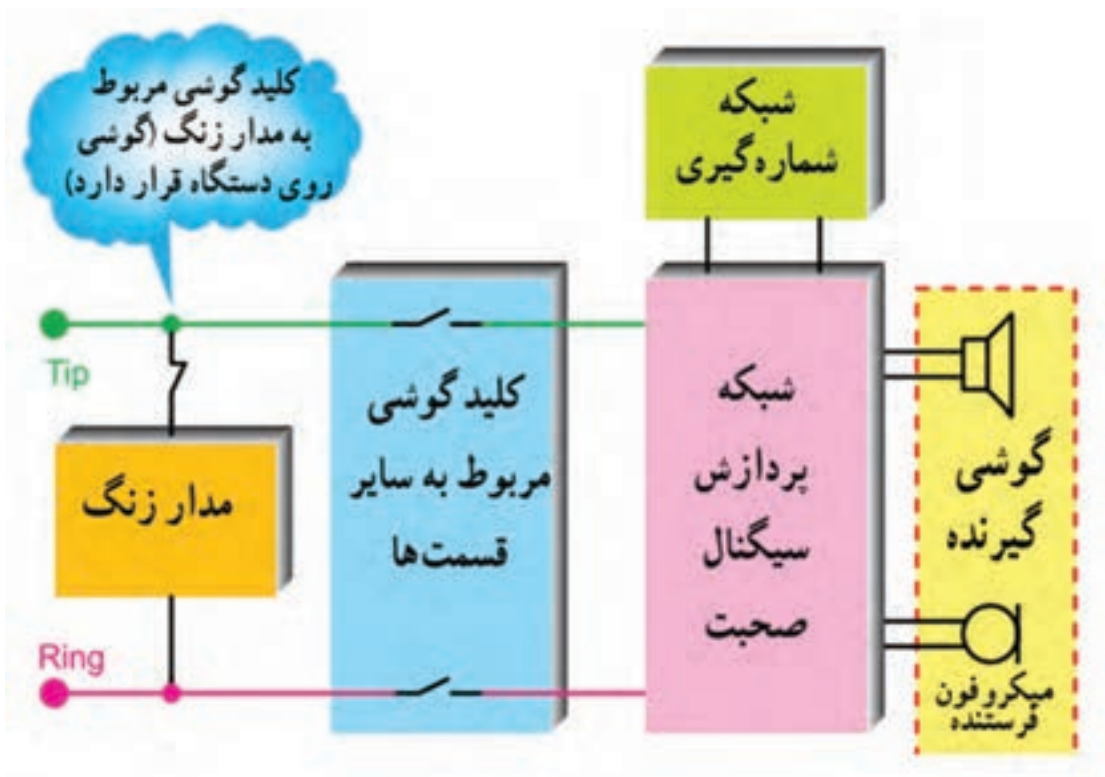 کلید گوشی مربوط
به مدار زنگ (گوشی
روی دستگاه قرار دارد)
شبکه
شماره‌گیری
Tip
مدار زنگ
Ring
کلید گوشی
مربوط به سایر
قسمت‌ها
شبکه
پردازش
سیگنال
صحبت
گوشی
گیرنده
میکروفون
فرستنده